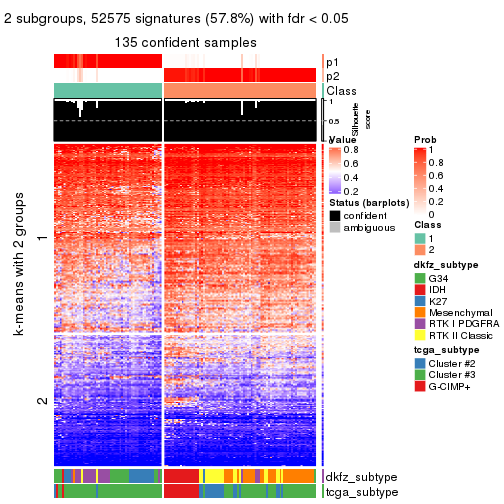 2 subgroups, 52575 signatures (57.8%) with fdr < 0.05
135 confident samples
p1
p2
Class
1
0.5
0
Silhouette
score
k-means with 2 groups
1
2
dkfz_subtype
tcga_subtype
Value
0.8
0.6
0.4
0.2
Status (barplots)
confident
ambiguous
Prob
1
0.8
0.6
0.4
0.2
0
Class
1
2
dkfz_subtype
G34
IDH
K27
Mesenchymal
RTK I PDGFRA
RTK II Classic
tcga_subtype
Cluster #2
Cluster #3
G-CIMP+